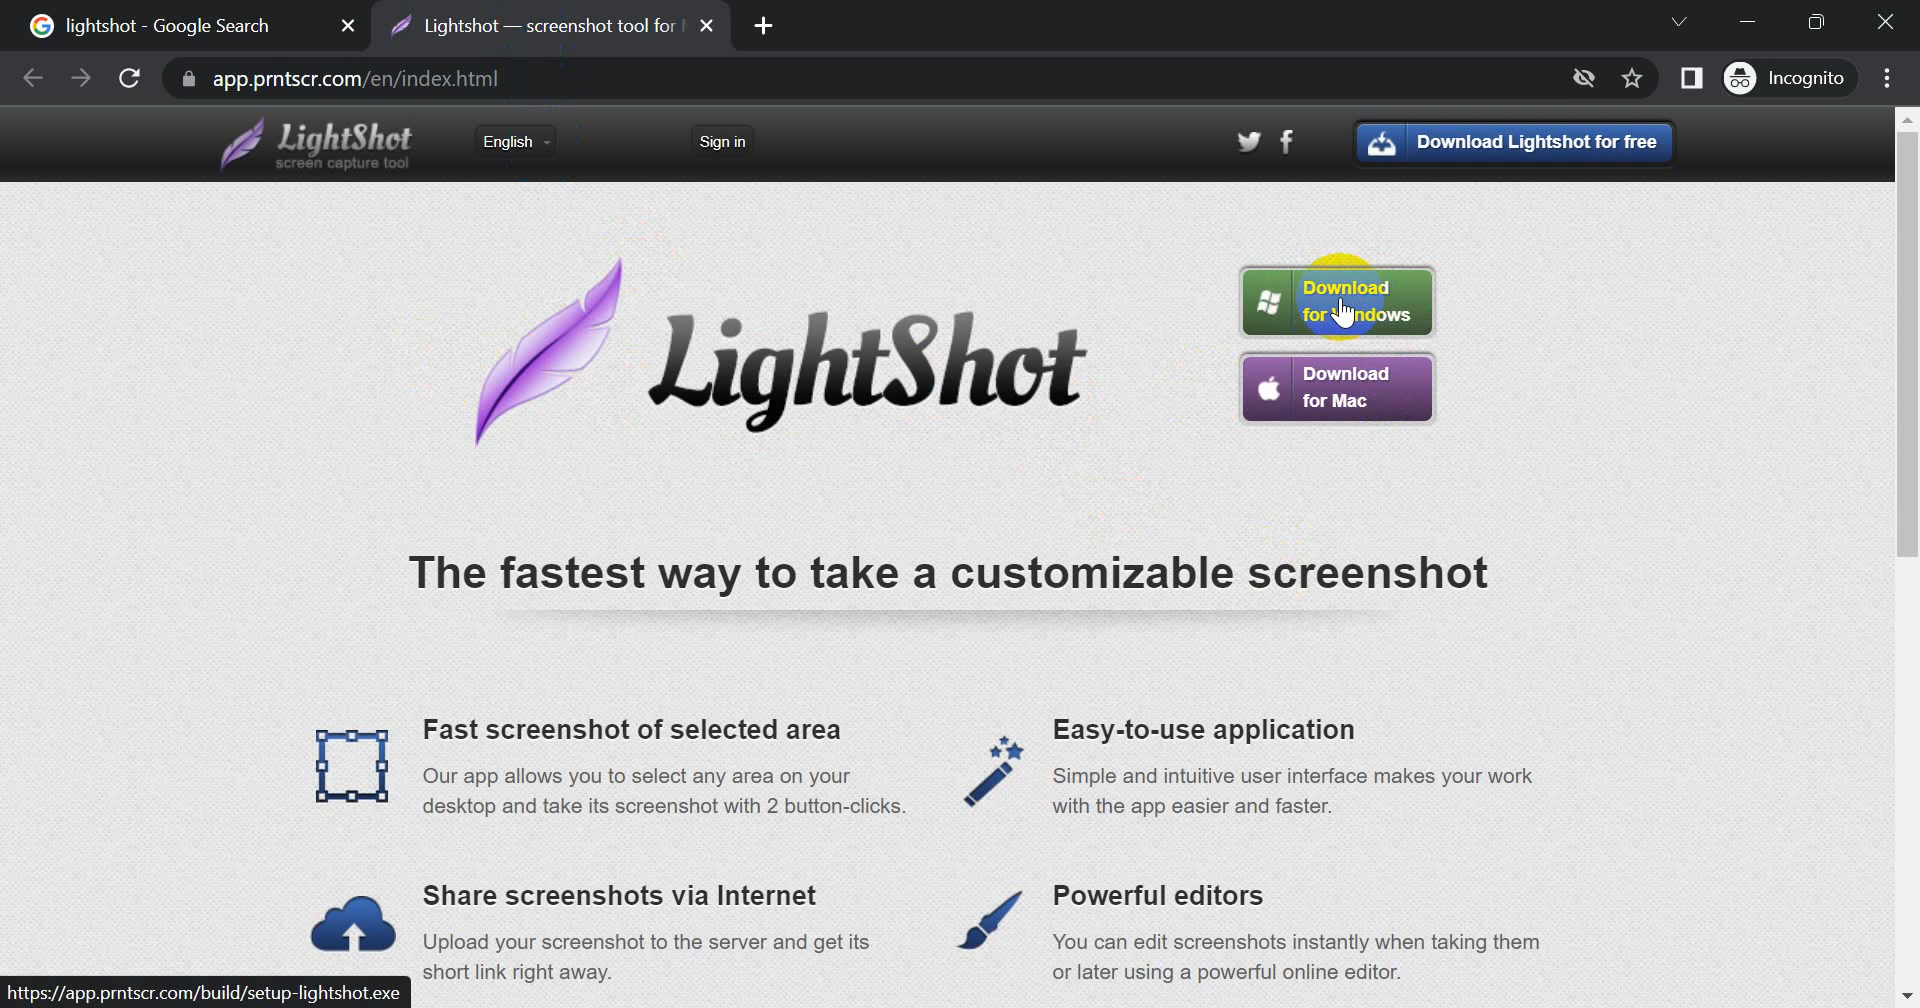 lightshot - Google Search
Lightshot — screenshot tool for
app.prntscr.com/en/index.html
Incognito
LightShot
screen capture tool
English
Sign in
Download Lightshot for free
LightShot
Download
for Windows
Download
for Mac
The fastest way to take a customizable screenshot
Fast screenshot of selected area
Our app allows you to select any area on your
desktop and take its screenshot with 2 button-clicks.
Easy-to-use application
Simple and intuitive user interface makes your work
with the app easier and faster.
Share screenshots via Internet
Upload your screenshot to the server and get its
short link right away.
Powerful editors
You can edit screenshots instantly when taking them
or later using a powerful online editor.
https://app.prntscr.com/build/setup-lightshot.exe